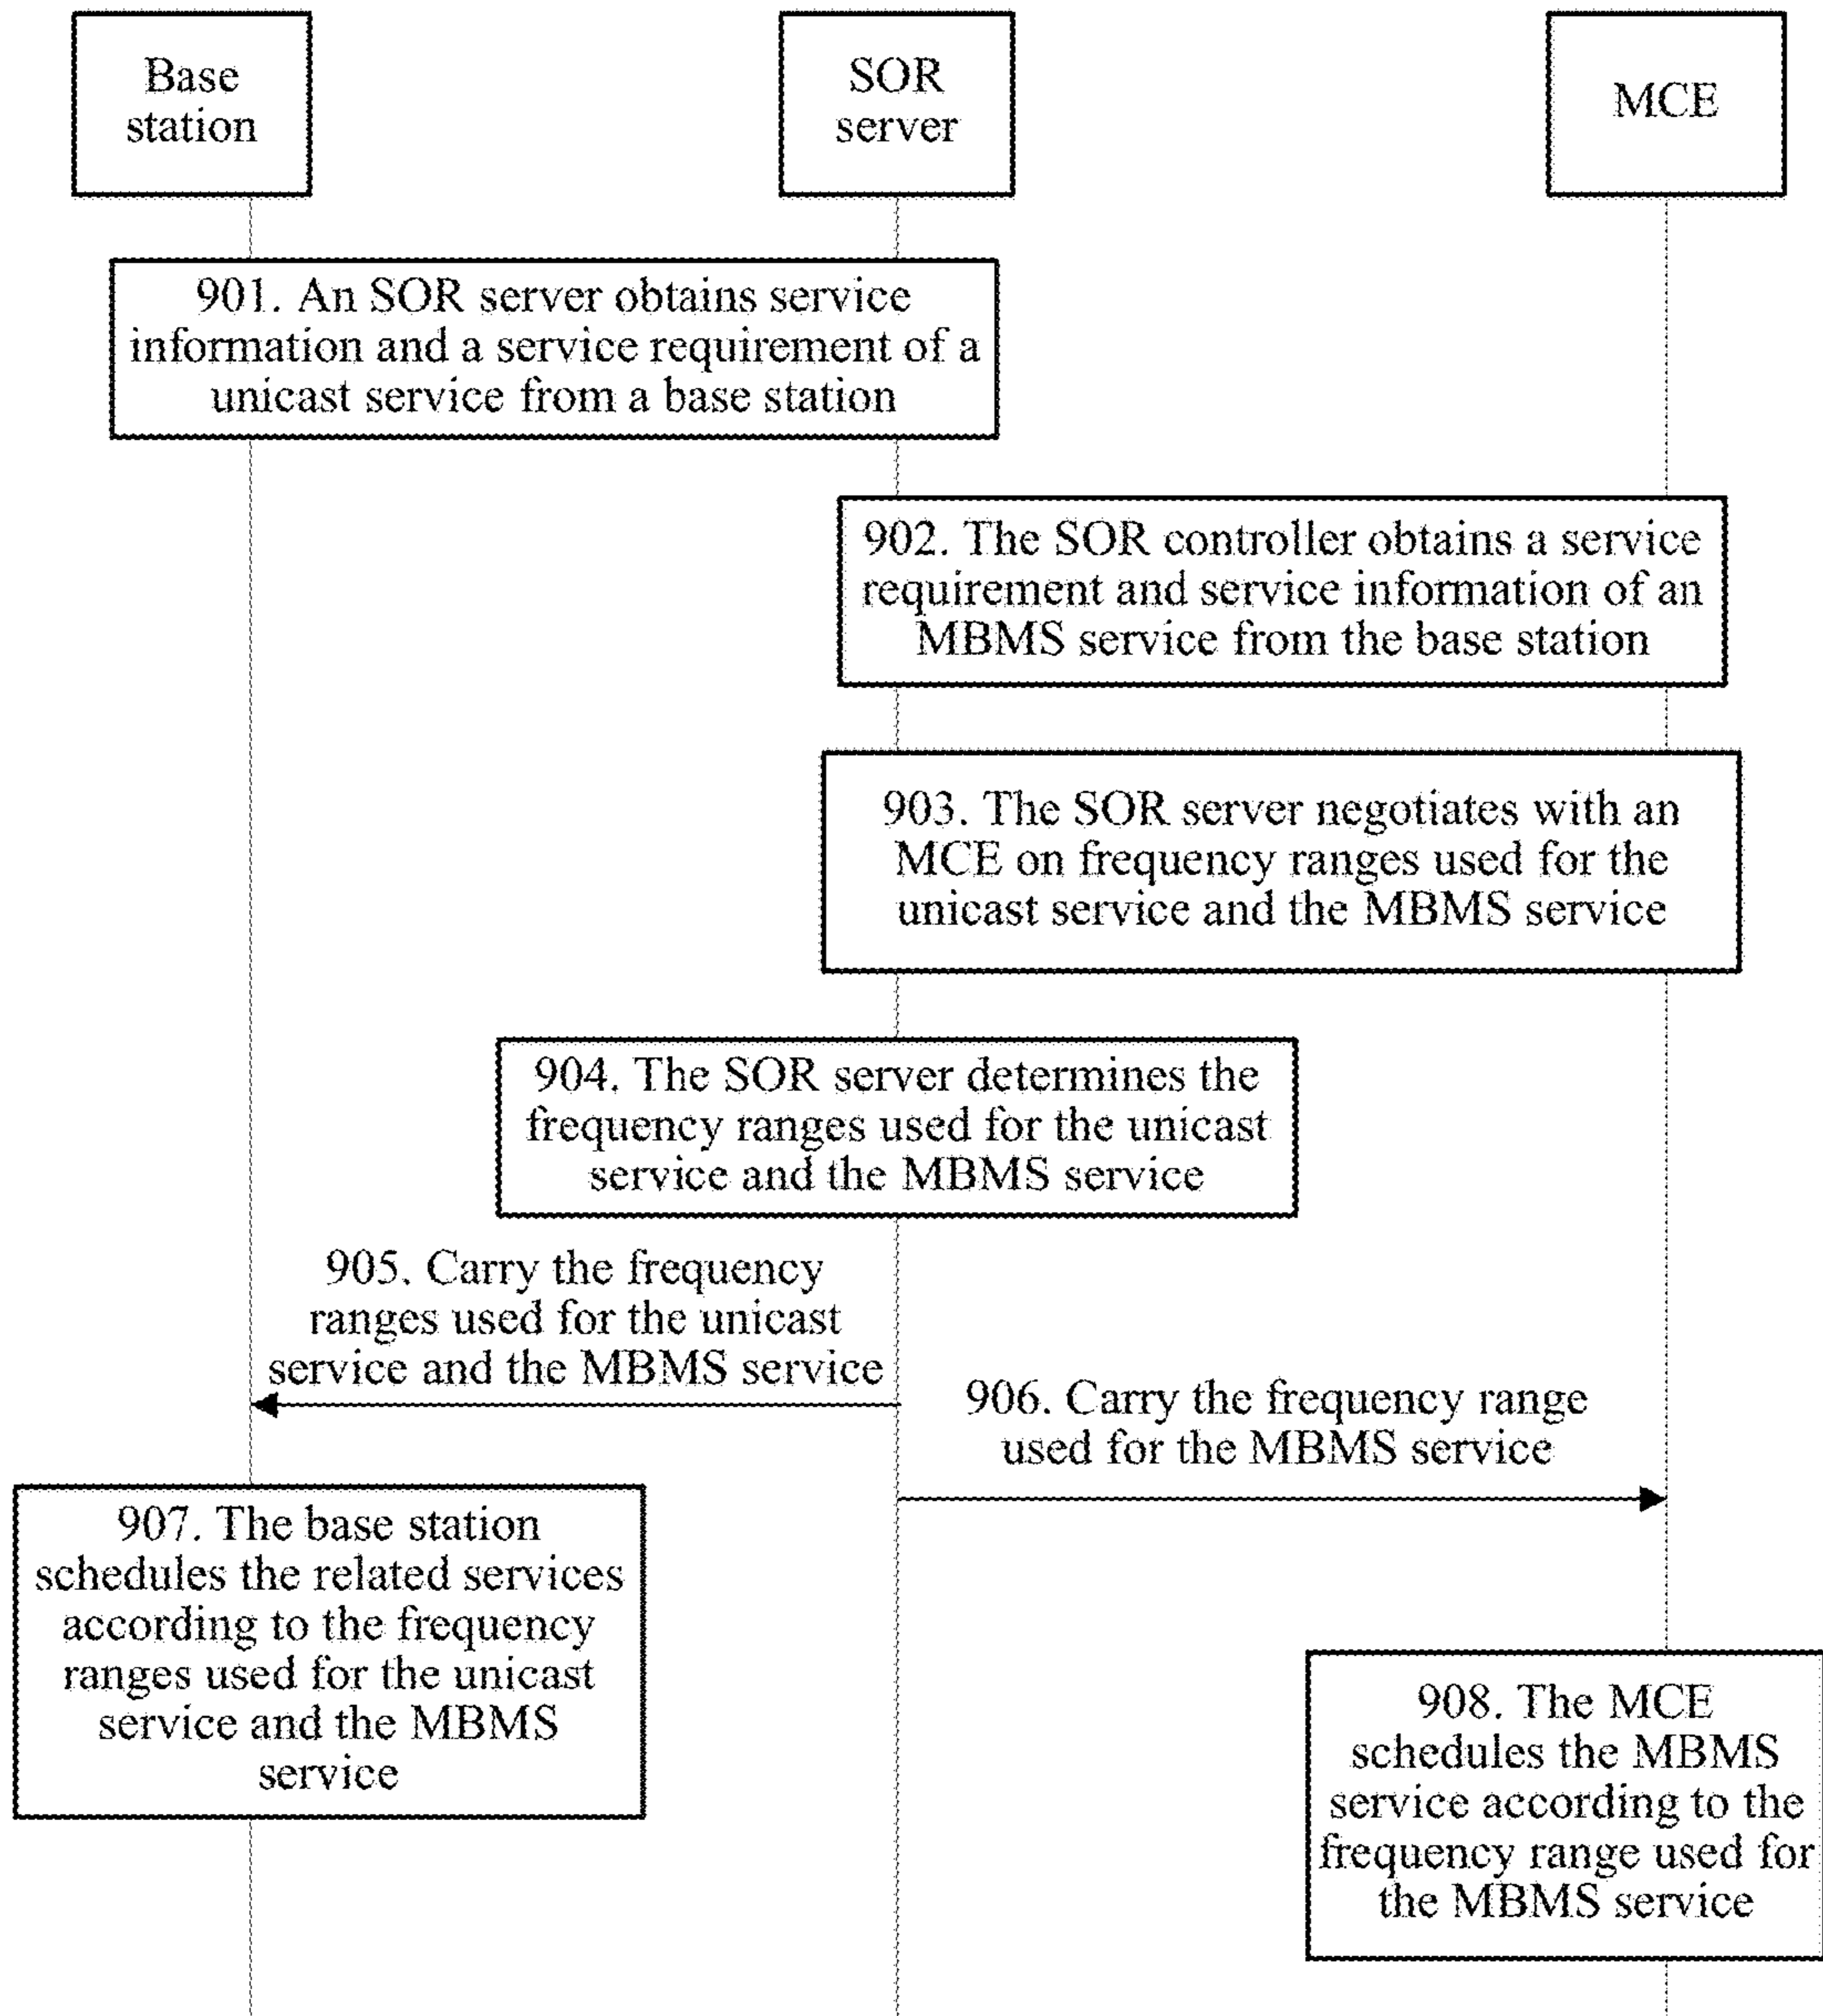 Base
station
SOR
server
MCE
901. An SOR server obtains service
information and a service requirement of a
unicast service from a base station
902. The SOR controller obtains a service
requirement and service information of an
MBMS service from the base station
903. The SOR server negotiates with an
MCE on frequency ranges used for the
unicast service and the MBMS service
904. The SOR server determines the
frequency ranges used for the unicast
service and the MBMS service
905. Carry the frequency
ranges used for the unicast
service and the MBMS service
906. Carry the frequency range
used for the MBMS service
907. The base station
schedules the related services
according to the frequency
ranges used for the unicast
service and the MBMS
service
908. The MCE
schedules the MBMS
service according to the
frequency range used for
the MBMS service